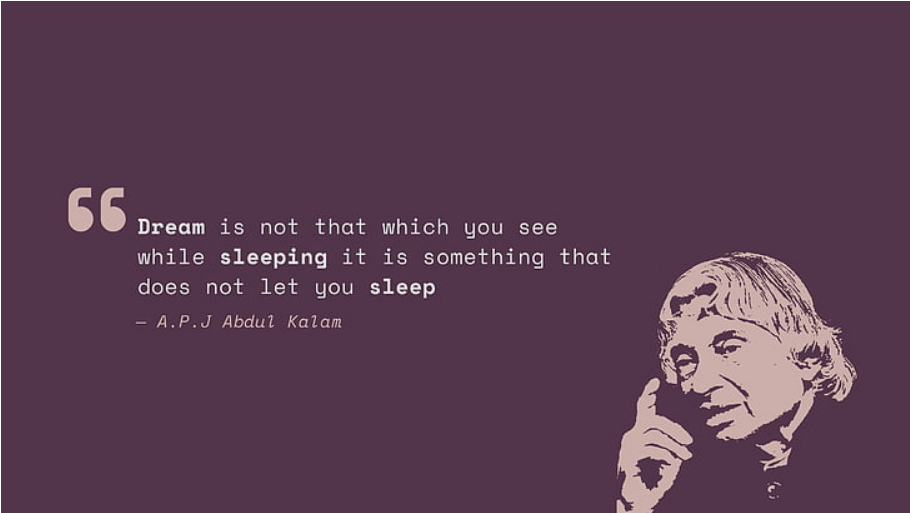 “ Dream is not that which you see
while sleeping it is something that
does not let you sleep
– A.P.J Abdul Kalam